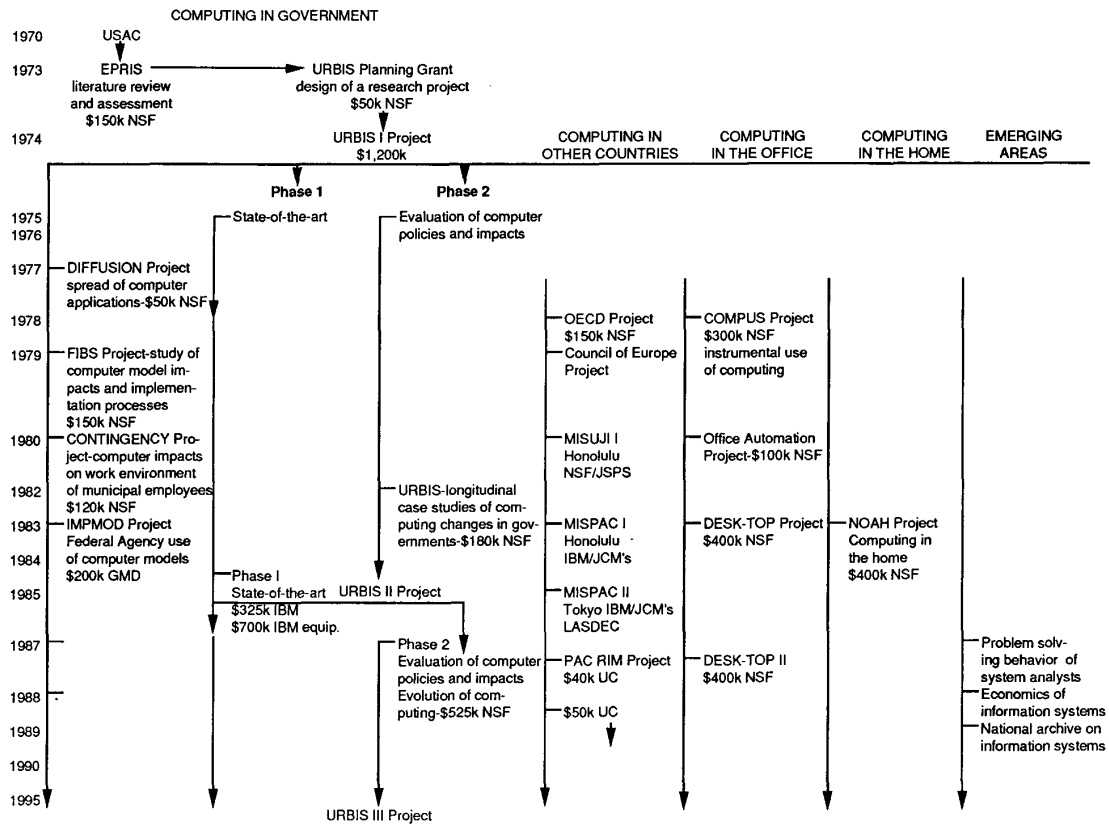 COMPUTING IN GOVERNMENT
1970
USAC
1973
EPRIS
literature review
and assessment
$150k NSF
URBIS Planning Grant
design of a research project
$50k NSF
1974
URBIS I Project
$1,200k
COMPUTING IN
OTHER COUNTRIES
COMPUTING
IN THE OFFICE
COMPUTING
IN THE HOME
EMERGING
AREAS
Phase 1
Phase 2
1975
State-of-the-art
Evaluation of computer
policies and impacts
1976
1977
DIFFUSION Project
spread of computer
applications-$50k NSF
1978
OECD Project
$150k NSF
COMPUS Project
$300k NSF
instrumental use
of computing
1979
FIBS Project-study of
computer model im-
pacts and implemen-
tation processes
$150k NSF
Council of Europe
Project
1980
CONTINGENCY Pro-
ject-computer impacts
on work environment
of municipal employees
$120k NSF
MISUJI I
Honolulu
NSF/JSPS
Office Automation
Project-$100k NSF
1982
URBIS-longitudinal
case studies of com-
puting changes in gov-
ernments-$180k NSF
1983
IMPMOD Project
Federal Agency use
of computer models
$200k GMD
MISPAC I
Honolulu
IBM/JCM's
DESK-TOP Project
$400k NSF
NOAH Project
Computing in
the home
$400k NSF
1984
Phase I
State-of-the-art
$325k IBM
$700k IBM equip.
1985
URBIS II Project
MISPAC II
Tokyo IBM/JCM's
LASDEC
1987
Phase 2
Evaluation of computer
policies and impacts
Evolution of com-
puting-$525k NSF
PAC RIM Project
$40k UC
DESK-TOP II
$400k NSF
Problem solv-
ing behavior of
system analysts
1988
$50k UC
Economics of
information systems
1989
National archive on
information systems
1990
1995
URBIS III Project